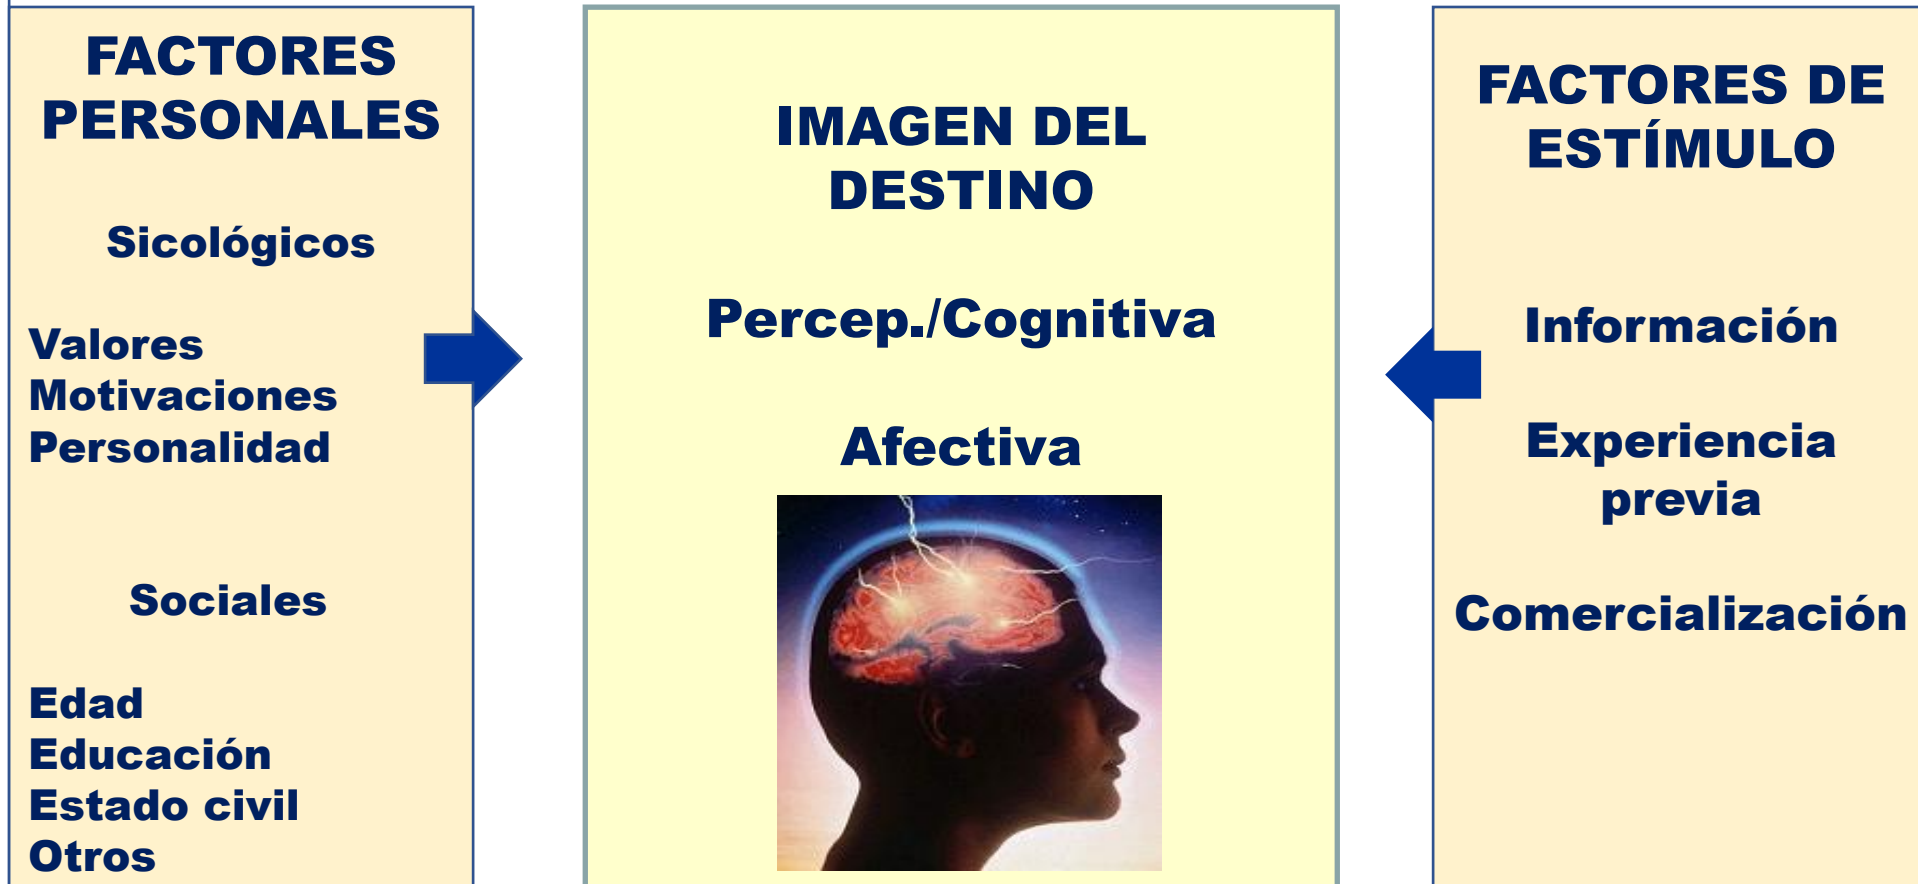 FACTORES
PERSONALES
Sicológicos
Valores
Motivaciones
Personalidad
Sociales
Edad
Educación
Estado civil
Otros
IMAGEN DEL
DESTINO
Percep./Cognitiva
Afectiva
FACTORES DE
ESTÍMULO
Información
Experiencia
previa
Comercialización